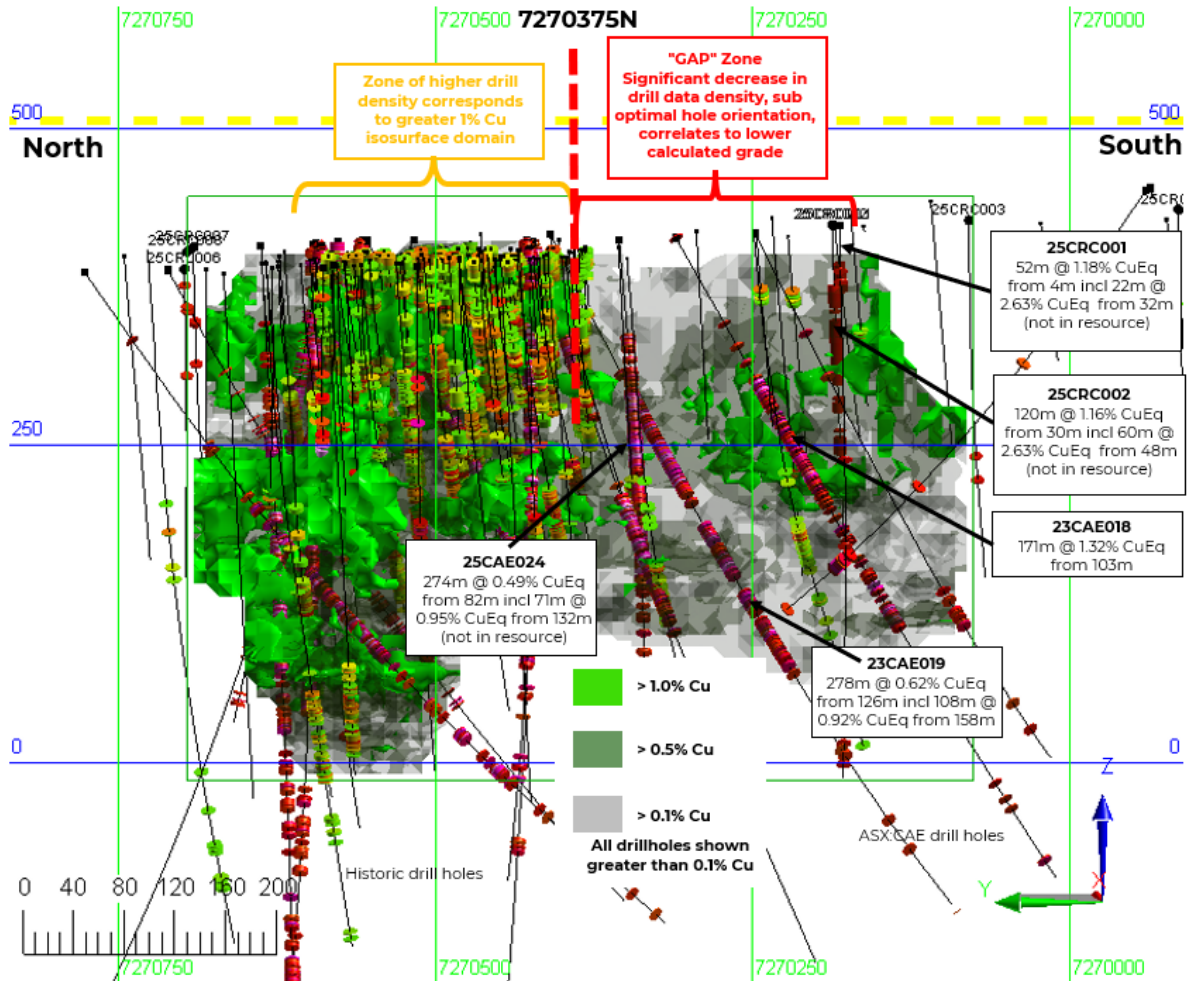 7270750
7270500
7270375N
7270250
7270000
"GAP" Zone
Significant decrease in
drill data density, sub
optimal hole orientation,
correlates to lower
calculated grade
Zone of higher drill
density corresponds
to greater 1% Cu
isosurface domain
500
500
North
South
25CRC003
25CRC006
25CRC001
52m @ 1.18% CuEq
from 4m incl 22m @
2.63% CuEq from 32m
(not in resource)
25CRC002
120m @ 1.16% CuEq
from 30m incl 60m @
2.63% CuEq from 48m
(not in resource)
250
23CAE018
171m @ 1.32% CuEq
from 103m
25CAE024
274m @ 0.49% CuEq
from 82m incl 71m @
0.95% CuEq from 132m
(not in resource)
23CAE019
278m @ 0.62% CuEq
from 126m incl 108m @
0.92% CuEq from 158m
> 1.0% Cu
> 0.5% Cu
> 0.1% Cu
All drillholes shown
greater than 0.1% Cu
0
0
Z
Y
X
ASX:CAE drill holes
Historic drill holes
0 40 80 120 160 200
7270750
7270500
7270250
7270000